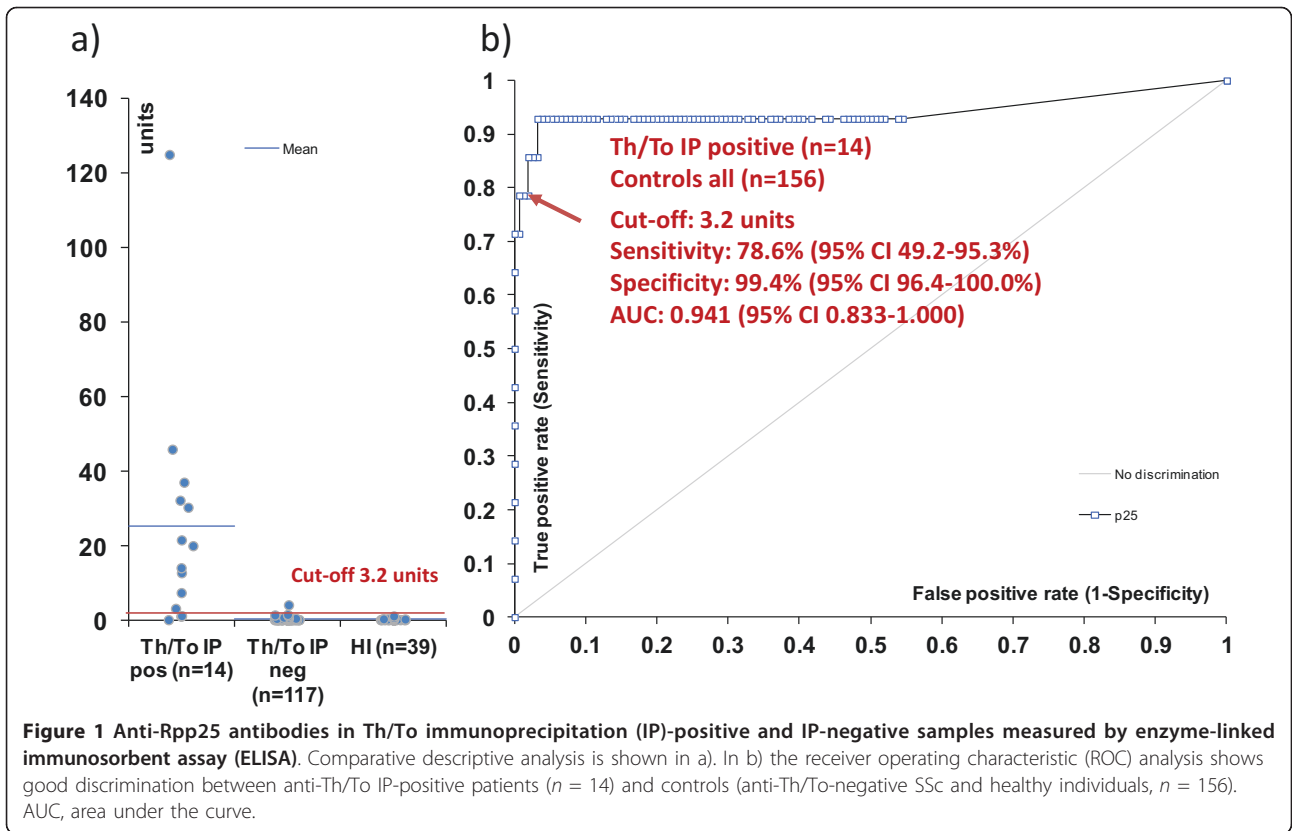 a)
units
Mean
140
120
100
80
60
40
20
0
Cut-off 3.2 units
Th/To IP pos (n=14)
Th/To IP neg (n=117)
HI (n=39)
b)
1
0.9
0.8
0.7
0.6
0.5
0.4
0.3
0.2
0.1
0
True positive rate (Sensitivity)
Th/To IP positive (n=14)
Controls all (n=156)
Cut-off: 3.2 units
Sensitivity: 78.6% (95% CI 49.2-95.3%)
Specificity: 99.4% (95% CI 96.4-100.0%)
AUC: 0.941 (95% CI 0.833-1.000)
No discrimination
p25
False positive rate (1-Specificity)
0 0.1 0.2 0.3 0.4 0.5 0.6 0.7 0.8 0.9 1
Figure 1 Anti-Rpp25 antibodies in Th/To immunoprecipitation (IP)-positive and IP-negative samples measured by enzyme-linked
immunosorbent assay (ELISA). Comparative descriptive analysis is shown in a). In b) the receiver operating characteristic (ROC) analysis shows
good discrimination between anti-Th/To IP-positive patients (n = 14) and controls (anti-Th/To-negative SSc and healthy individuals, n = 156).
AUC, area under the curve.